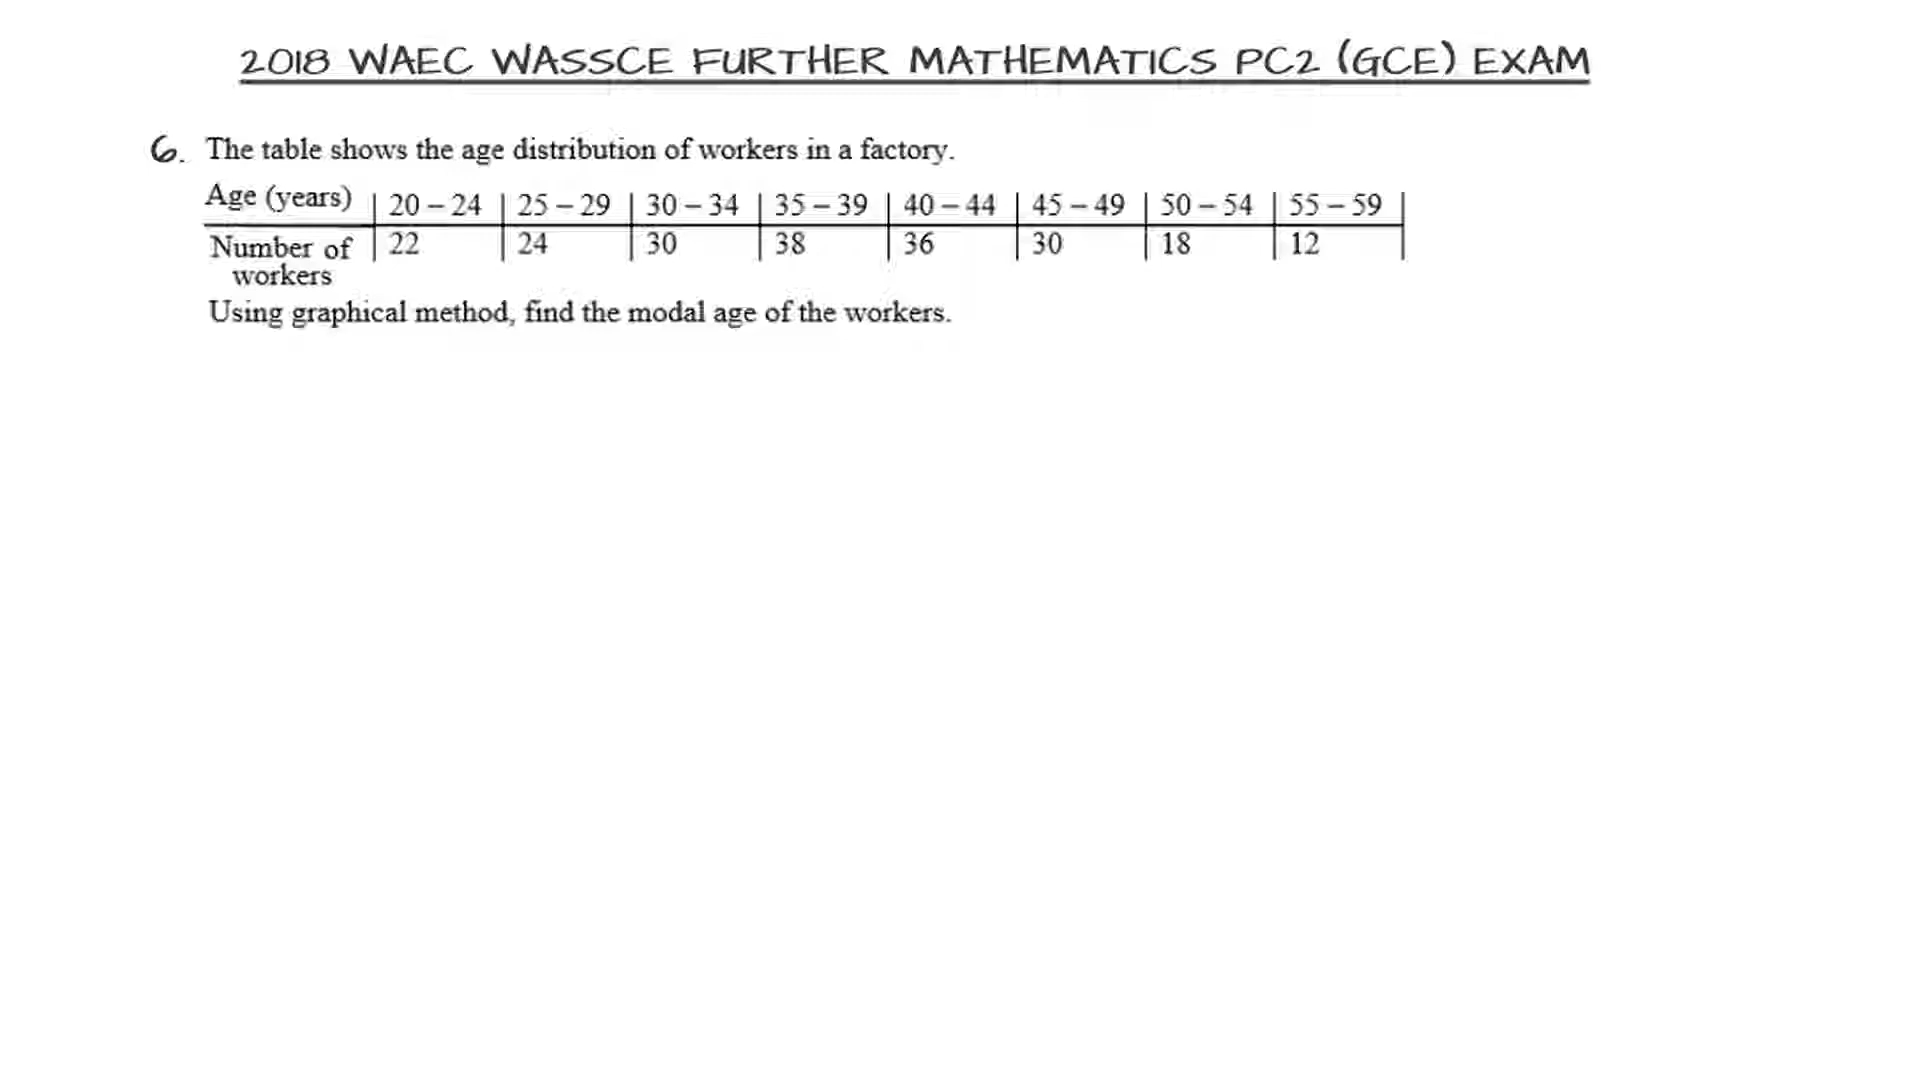 2018 WAEC WASSCE FURTHER MATHEMATICS PC2 (GCE) EXAM
6. The table shows the age distribution of workers in a factory.
Age (years) | 20 – 24 | 25 – 29 | 30 – 34 | 35 – 39 | 40 – 44 | 45 – 49 | 50 – 54 | 55 – 59 |
Number of workers | 22 | 24 | 30 | 38 | 36 | 30 | 18 | 12 |
Using graphical method, find the modal age of the workers.